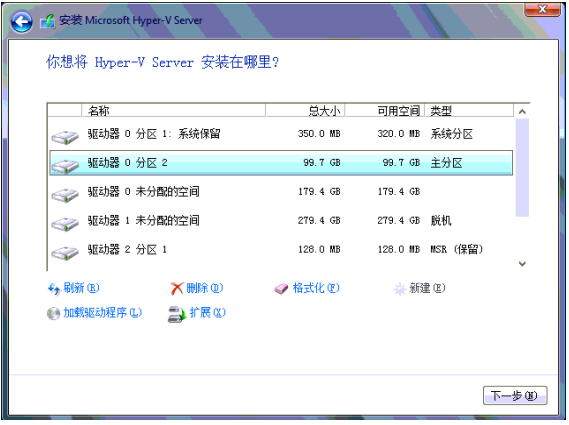 安装 Microsoft Hyper-V Server
你想将 Hyper-V Server 安装在哪里?
名称 总大小 可用空间 类型
驱动器 0 分区 1: 系统保留 350.0 MB 320.0 MB 系统分区
驱动器 0 分区 2 99.7 GB 99.7 GB 主分区
驱动器 0 未分配的空间 179.4 GB 179.4 GB
驱动器 1 未分配的空间 279.4 GB 279.4 GB 脱机
驱动器 2 分区 1 128.0 MB 128.0 MB MSR (保留)
刷新(R) 删除(D) 格式化(F) 新建(E)
加载驱动程序(L) 扩展(X)
下一步(N)